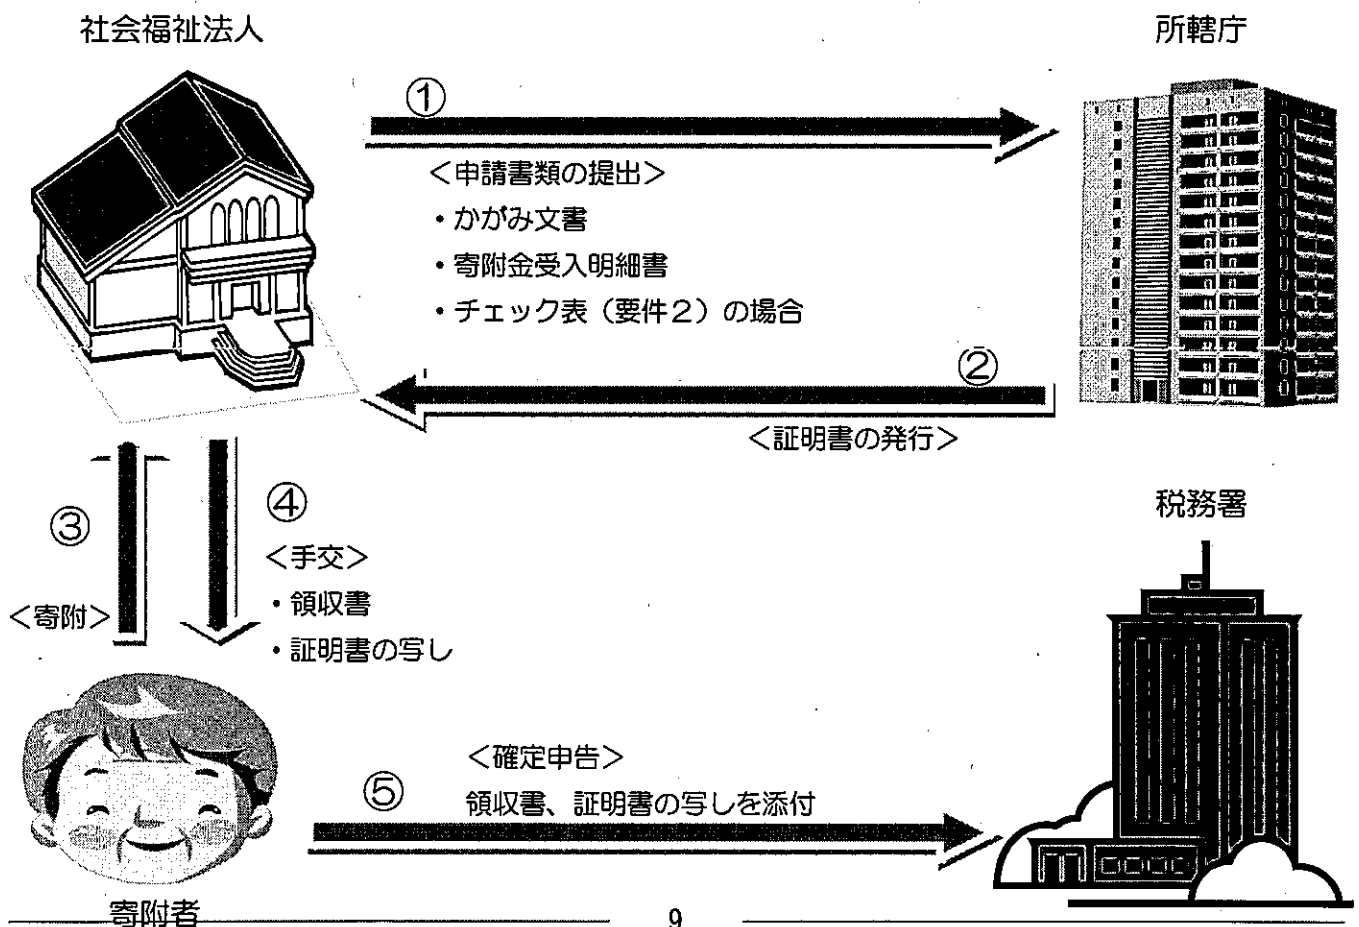 社会福祉法人
所轄庁
①
＜申請書類の提出＞
・かがみ文書
・寄附金受入明細書
・チェック表（要件２）の場合
②
＜証明書の発行＞
③
＜寄附＞
④
＜手交＞
・領収書
・証明書の写し
税務署
⑤
＜確定申告＞
領収書、証明書の写しを添付
寄附者
9